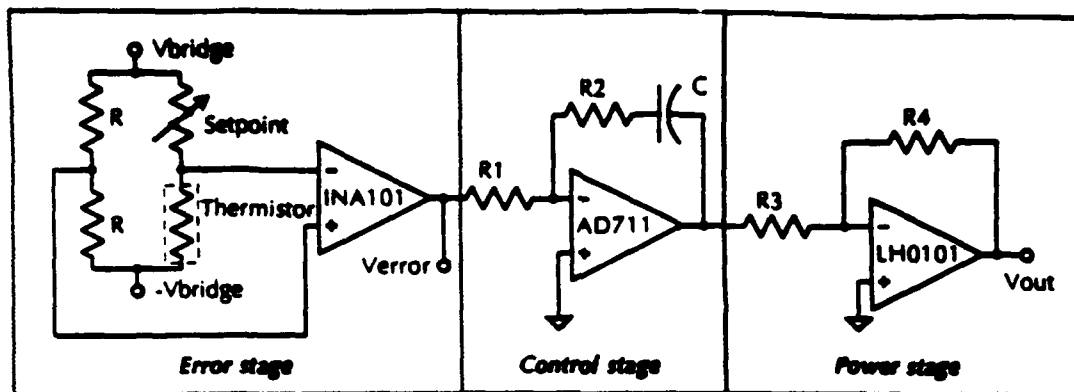 Vbridge
R
Setpoint
R
Thermistor
-Vbridge
-
INA101
+
Verror
Error stage
R1
R2
C
-
AD711
+
Control stage
R3
R4
-
LH0101
+
Vout
Power stage